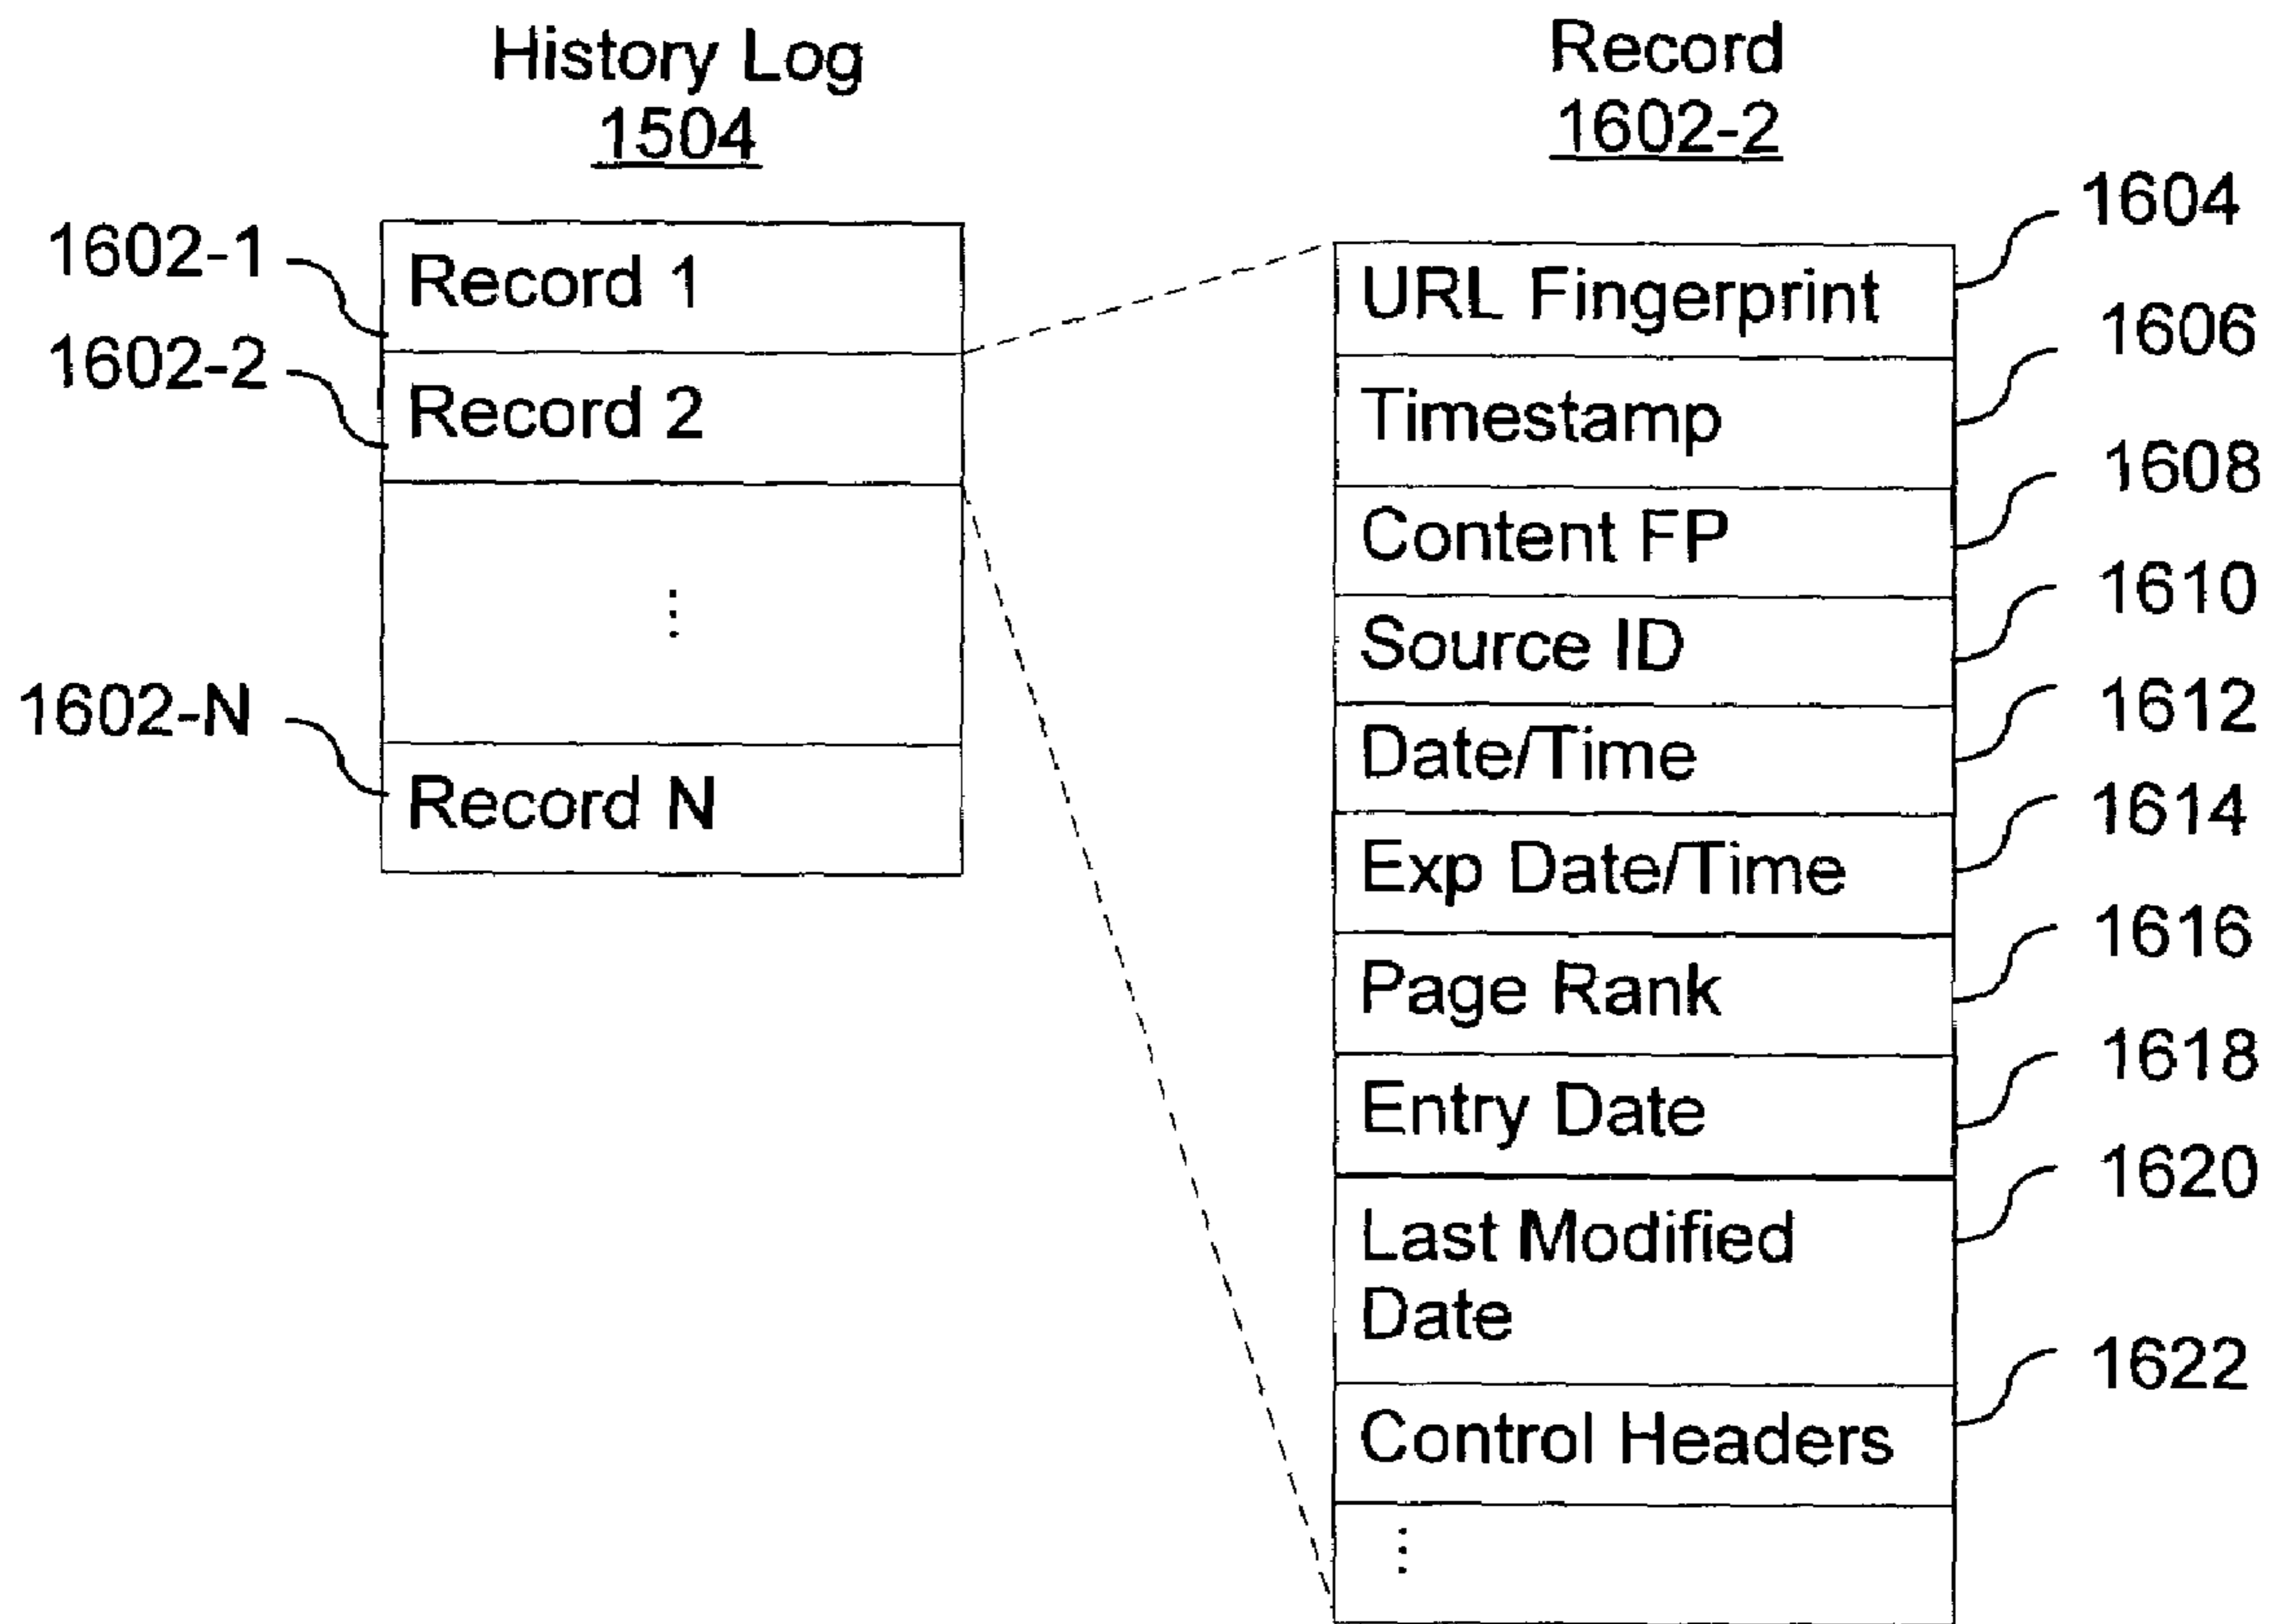 History Log
1504
1602-1
Record 1
1602-2
Record 2
⋮
1602-N
Record N
Record
1602-2
URL Fingerprint
1604
Timestamp
1606
Content FP
1608
Source ID
1610
Date/Time
1612
Exp Date/Time
1614
Page Rank
1616
Entry Date
1618
Last Modified
Date
1620
Control Headers
1622
⋮